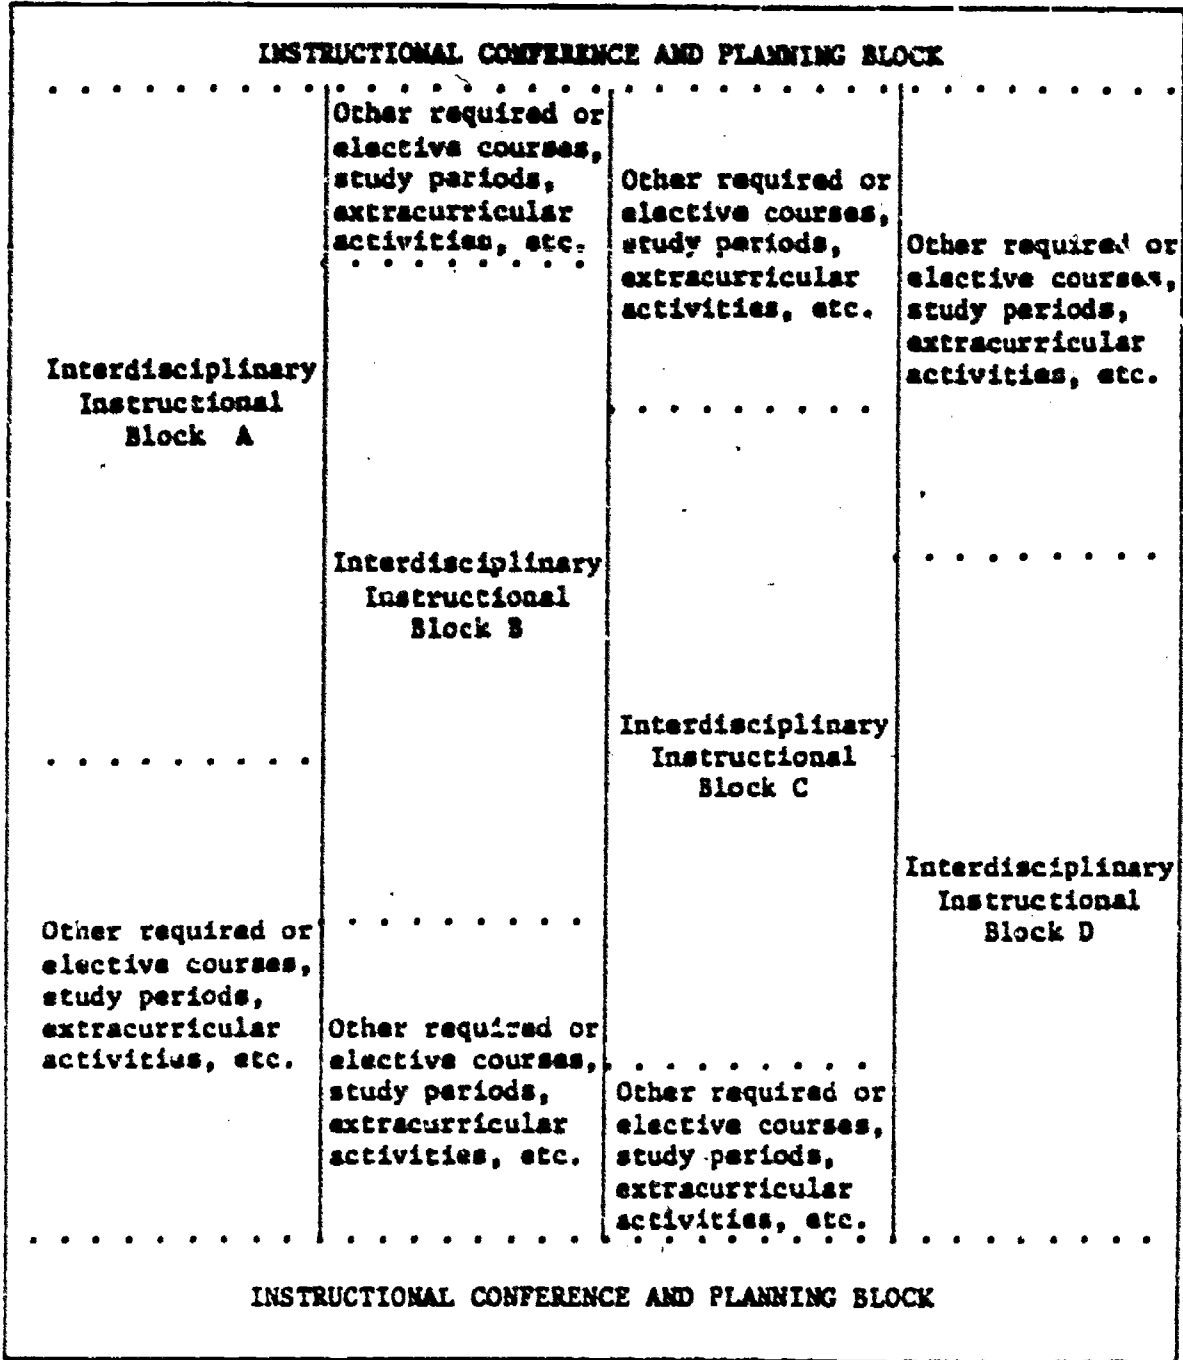 INSTRUCTIONAL CONFERENCE AND PLANNING BLOCK
Interdisciplinary
Instructional
Block A
Other required or
elective courses,
study periods,
extracurricular
activities, etc.
Other required or
elective courses,
study periods,
extracurricular
activities, etc.
Interdisciplinary
Instructional
Block B
Other required or
elective courses,
study periods,
extracurricular
activities, etc.
Other required or
elective courses,
study periods,
extracurricular
activities, etc.
Interdisciplinary
Instructional
Block C
Other required or
elective courses,
study periods,
extracurricular
activities, etc.
Other required or
elective courses,
study periods,
extracurricular
activities, etc.
Interdisciplinary
Instructional
Block D
INSTRUCTIONAL CONFERENCE AND PLANNING BLOCK